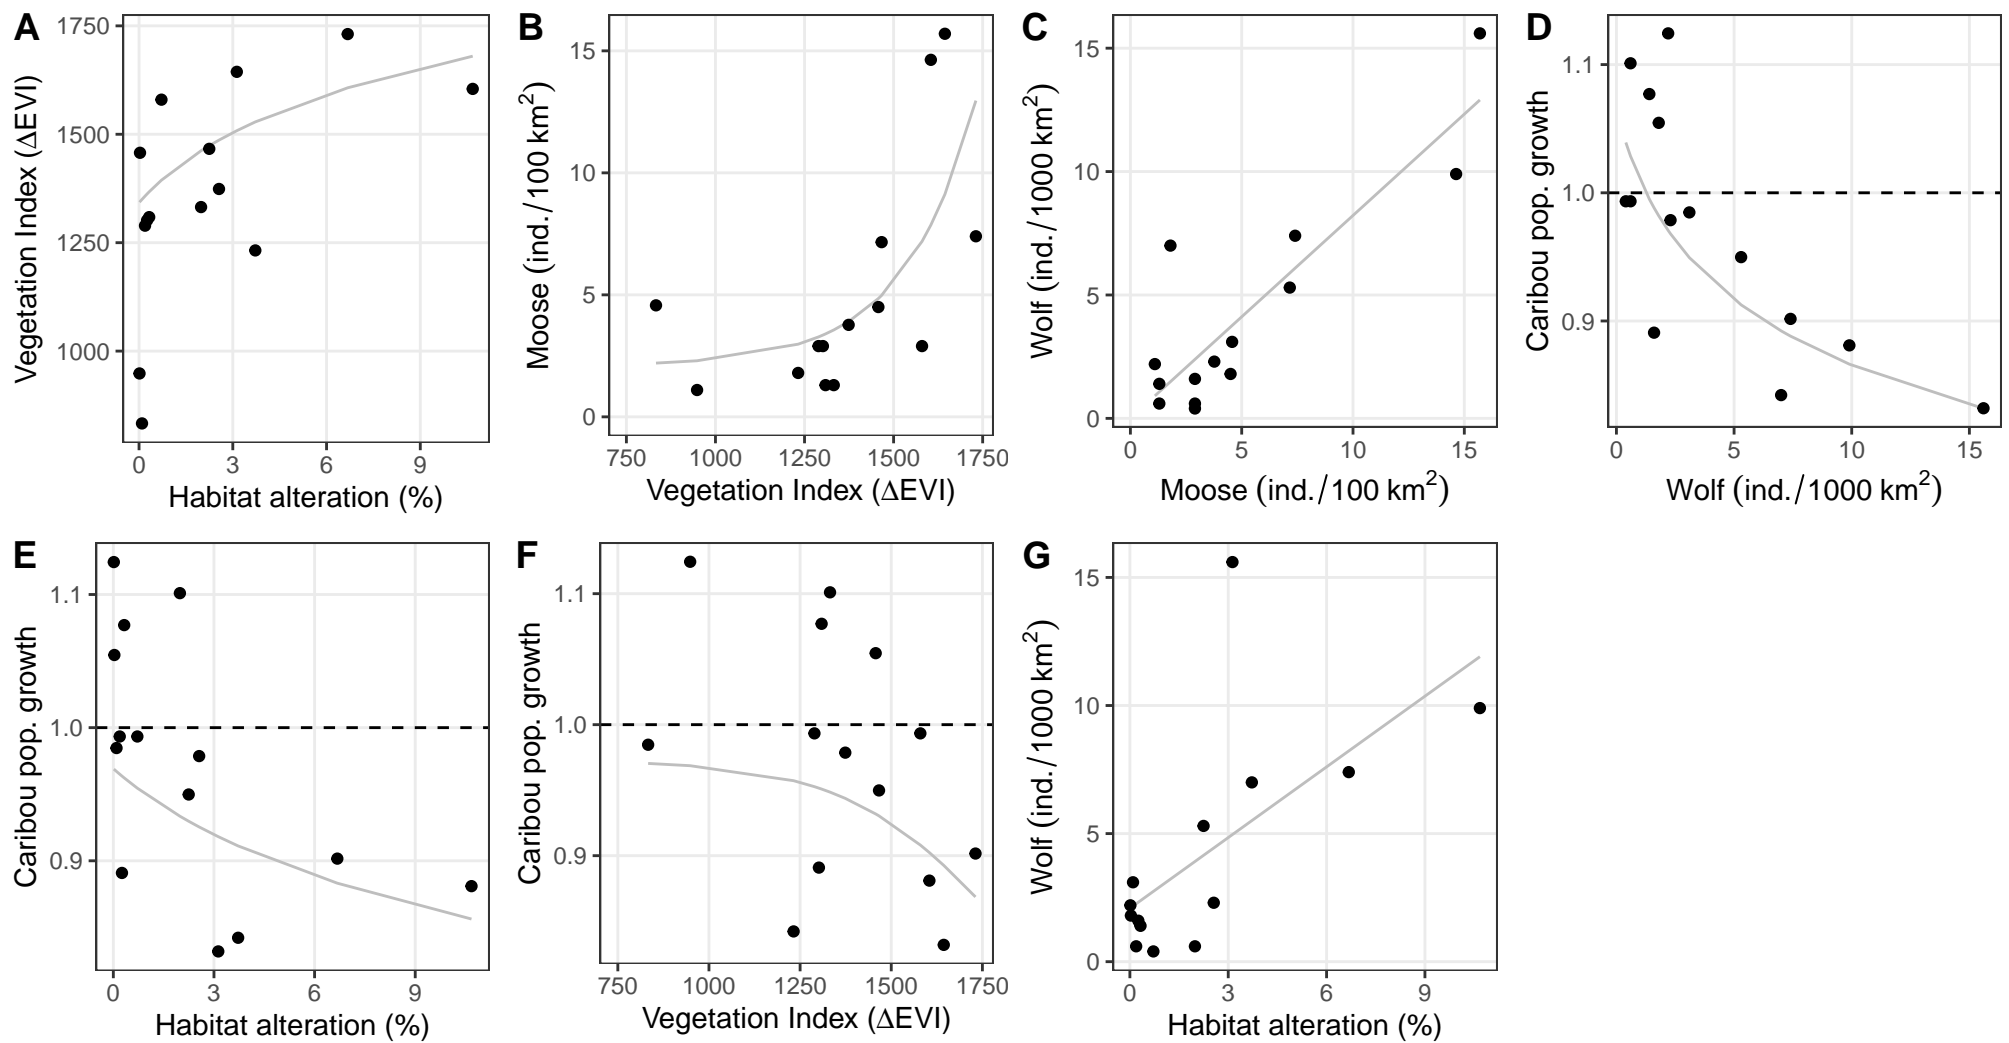 A
Vegetation Index (ΔEVI)
1750
1500
1250
1000
0 3 6 9
Habitat alteration (%)
B
Moose (ind./100 km²)
15
10
5
0
750 1000 1250 1500 1750
Vegetation Index (ΔEVI)
C
Wolf (ind./1000 km²)
15
10
5
0
0 5 10 15
Moose (ind./100 km²)
D
Caribou pop. growth
1.1
1.0
0.9
0 5 10 15
Wolf (ind./1000 km²)
E
Caribou pop. growth
1.1
1.0
0.9
0 3 6 9
Habitat alteration (%)
F
Caribou pop. growth
1.1
1.0
0.9
750 1000 1250 1500 1750
Vegetation Index (ΔEVI)
G
Wolf (ind./1000 km²)
15
10
5
0
0 3 6 9
Habitat alteration (%)